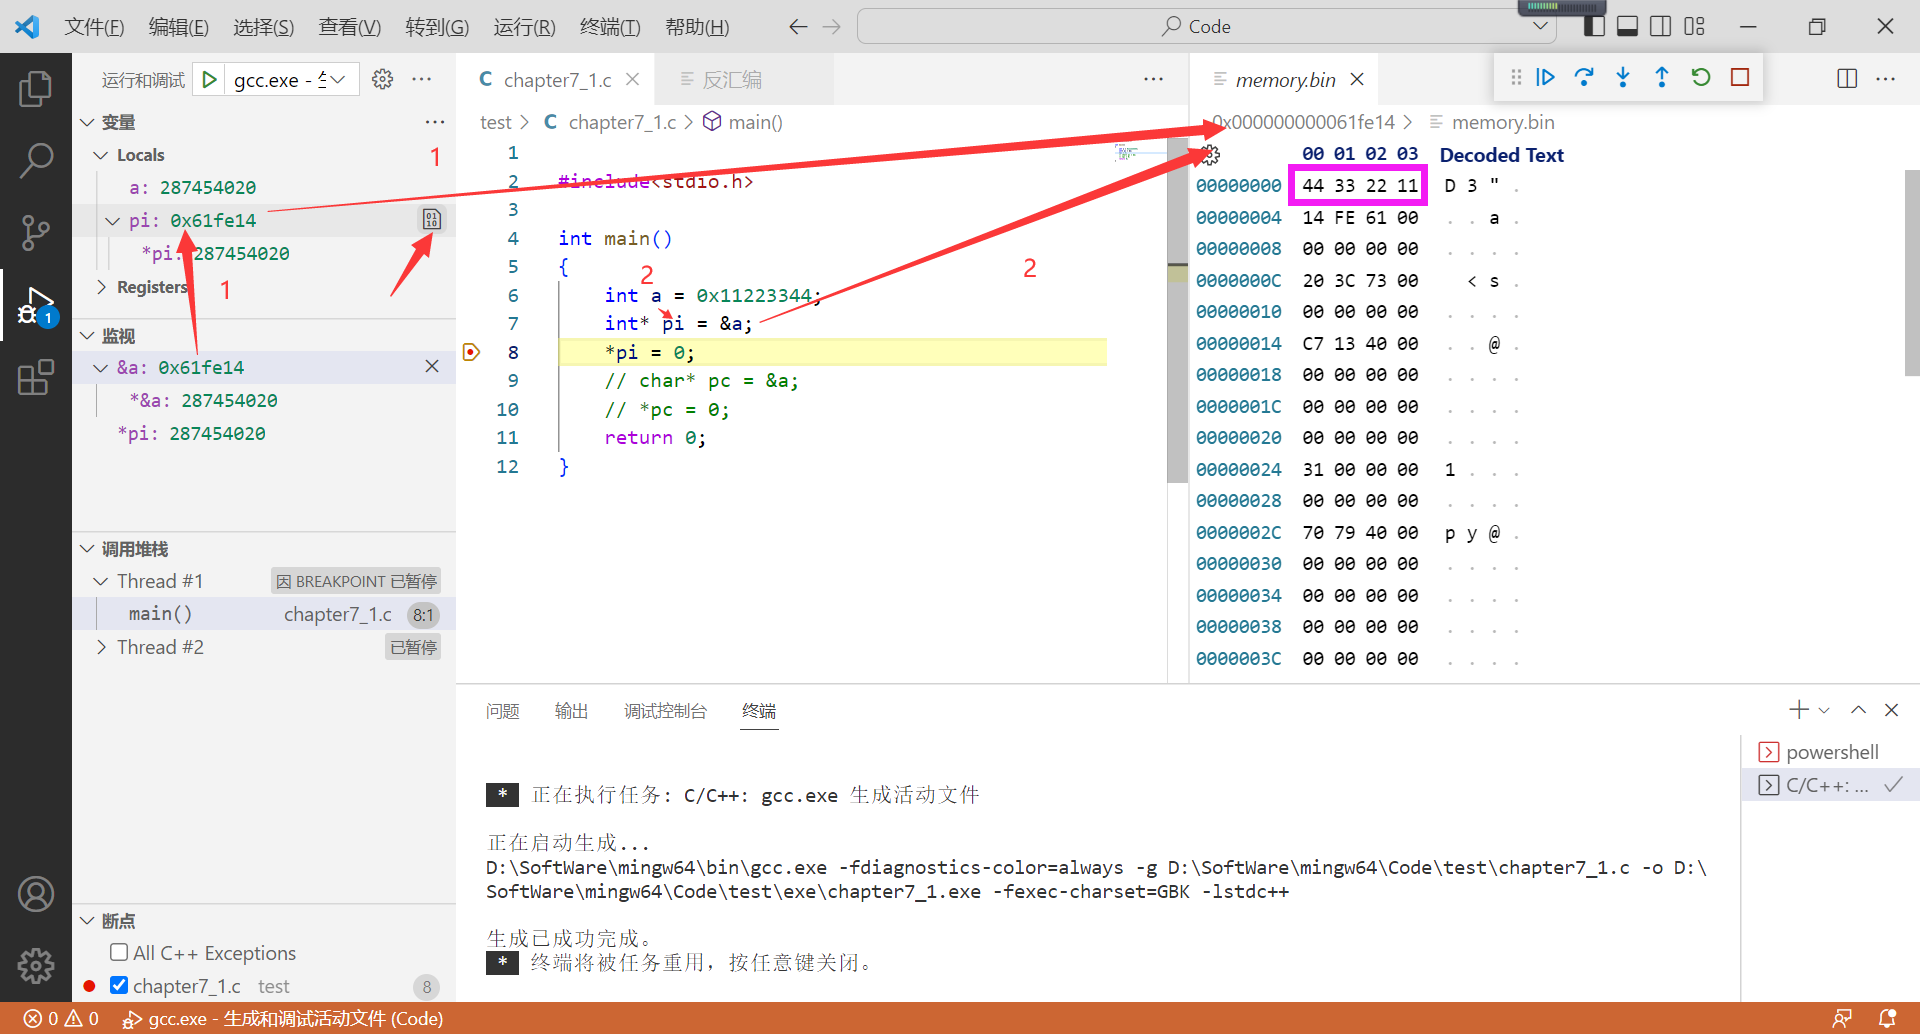 文件(F) 编辑(E) 选择(S) 查看(V) 转到(G) 运行(R) 终端(T) 帮助(H) Code
运行和调试 gcc.exe - 生
变量
Locals
a: 287454020
pi: 0x61fe14
*pi: 287454020
Registers
1
1
监视
&a: 0x61fe14
*&a: 287454020
*pi: 287454020
调用堆栈
Thread #1 因 BREAKPOINT 已暂停
main() chapter7_1.c 8:1
Thread #2 已暂停
断点
All C++ Exceptions
chapter7_1.c test 8
1
chapter7_1.c 反汇编
test > C chapter7_1.c > main()
1
2 #include<stdio.h>
3
4 int main()
5 {
6 int a = 0x11223344;
7 int* pi = &a;
8 *pi = 0;
9 // char* pc = &a;
10 // *pc = 0;
11 return 0;
12 }
2
2
memory.bin
0x000000000061fe14 > memory.bin
00 01 02 03 Decoded Text
00000000 44 33 22 11 D 3 " .
00000004 14 FE 61 00 . . a .
00000008 00 00 00 00 . . . .
0000000C 20 3C 73 00 < s .
00000010 00 00 00 00 . . . .
00000014 C7 13 40 00 . . @ .
00000018 00 00 00 00 . . . .
0000001C 00 00 00 00 . . . .
00000020 00 00 00 00 . . . .
00000024 31 00 00 00 1 . . .
00000028 00 00 00 00 . . . .
0000002C 70 79 40 00 p y @ .
00000030 00 00 00 00 . . . .
00000034 00 00 00 00 . . . .
00000038 00 00 00 00 . . . .
0000003C 00 00 00 00 . . . .
问题 输出 调试控制台 终端
* 正在执行任务: C/C++: gcc.exe 生成活动文件
正在启动生成...
D:\SoftWare\mingw64\bin\gcc.exe -fdiagnostics-color=always -g D:\SoftWare\mingw64\Code\test\chapter7_1.c -o D:\
SoftWare\mingw64\Code\test\exe\chapter7_1.exe -fexec-charset=GBK -lstdc++
生成已成功完成。
* 终端将被任务重用，按任意键关闭。
powershell
C/C++: ...
0 0 gcc.exe - 生成和调试活动文件 (Code)